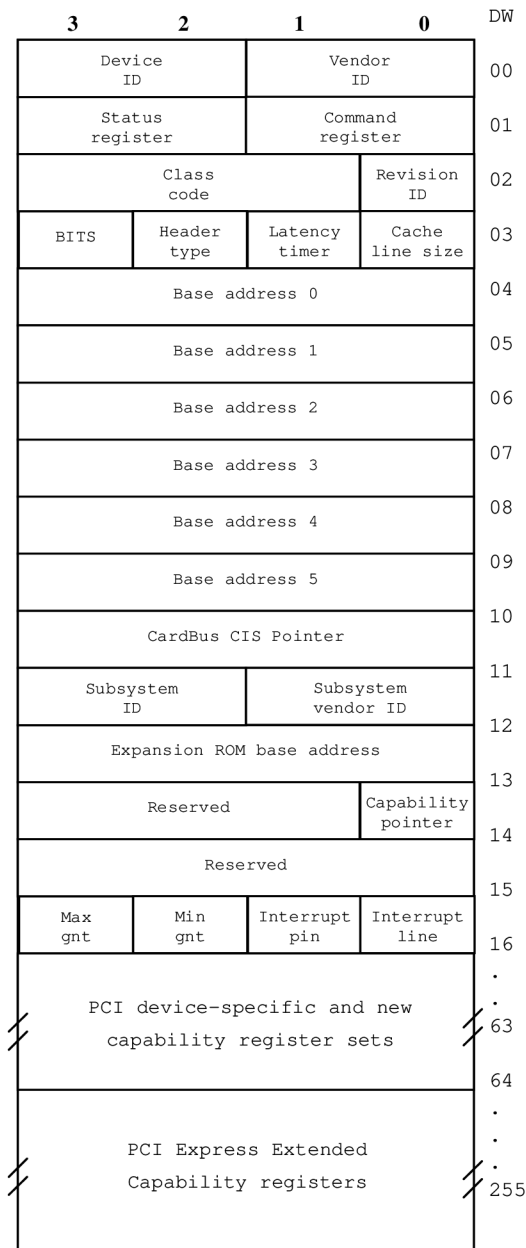 3 2 1 0 DW
Device Vendor
ID ID
00
Status Command
register register
01
Class Revision
code ID
02
BITS Header Latency Cache
type timer line size
03
Base address 0
04
Base address 1
05
Base address 2
06
Base address 3
07
Base address 4
08
Base address 5
09
CardBus CIS Pointer
10
Subsystem Subsystem
ID vendor ID
11
Expansion ROM base address
12
Reserved Capability
pointer
13
Reserved
14
Max Min Interrupt Interrupt
gnt gnt pin line
15
16
.
.
PCI device-specific and new
63
capability register sets
64
.
.
PCI Express Extended
.
Capability registers
255